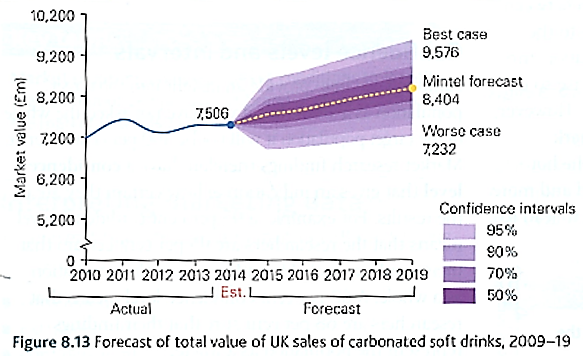 10,200
9,200
8,200
7,200
6,200
5,200
0
Market value (£m)
7,506
Best case
9,576
Mintel forecast
8,404
Worse case
7,232
Confidence intervals
95%
90%
70%
50%
2010 2011 2012 2013 2014 2015 2016 2017 2018 2019
Actual
Est.
Forecast
Figure 8.13 Forecast of total value of UK sales of carbonated soft drinks, 2009–19